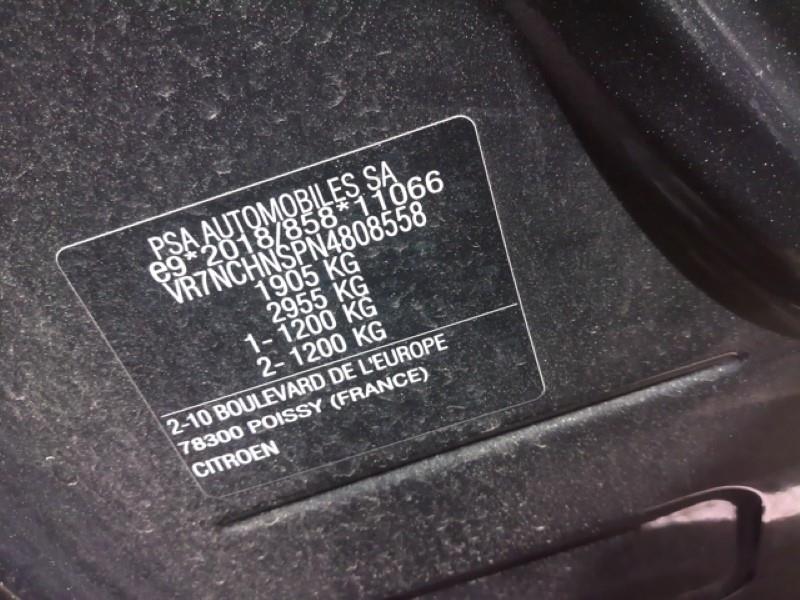 PSA AUTOMOBILES SA
e9*2018/858*11066
VR7NCHNSPN4808558
1905 KG
2955 KG
1- 1200 KG
2- 1200 KG
2-10 BOULEVARD DE L'EUROPE
78300 POISSY (FRANCE)
CITROEN